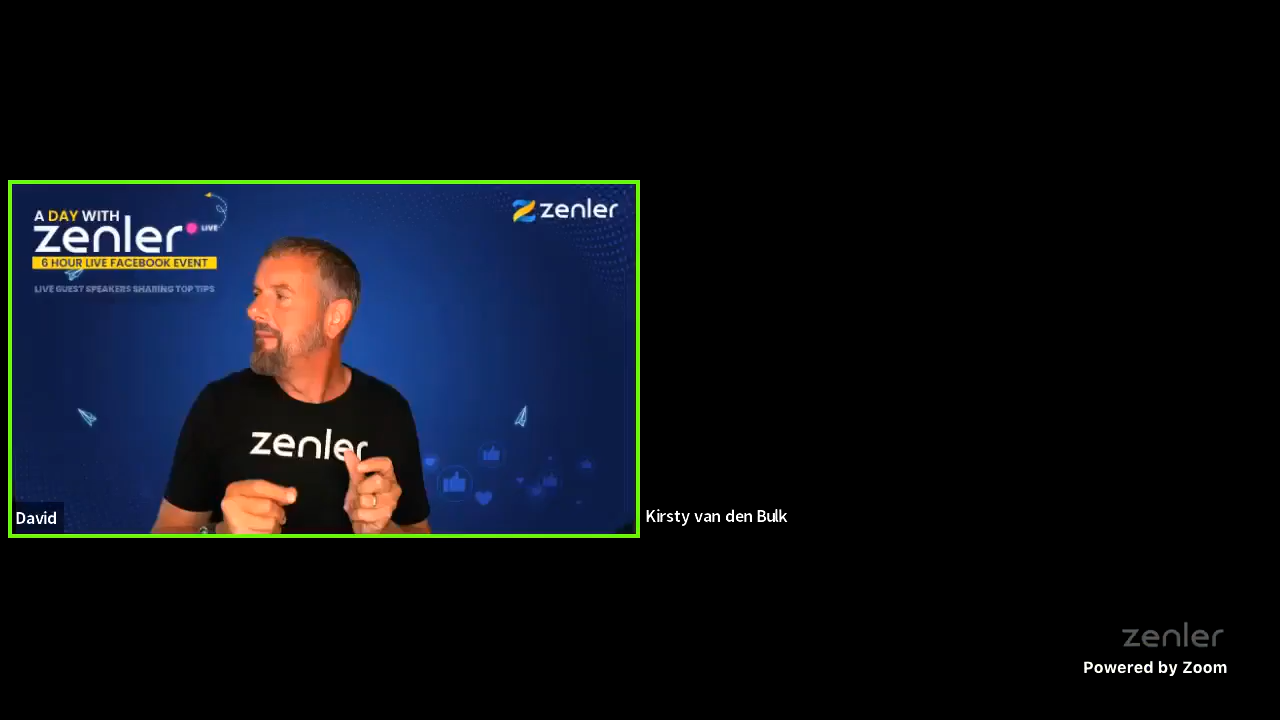 A DAY WITH
zenler LIVE
6 HOUR LIVE FACEBOOK EVENT
LIVE GUEST SPEAKERS SHARING TOP TIPS
zenler
zenler
David
Kirsty van den Bulk
zenler
Powered by Zoom